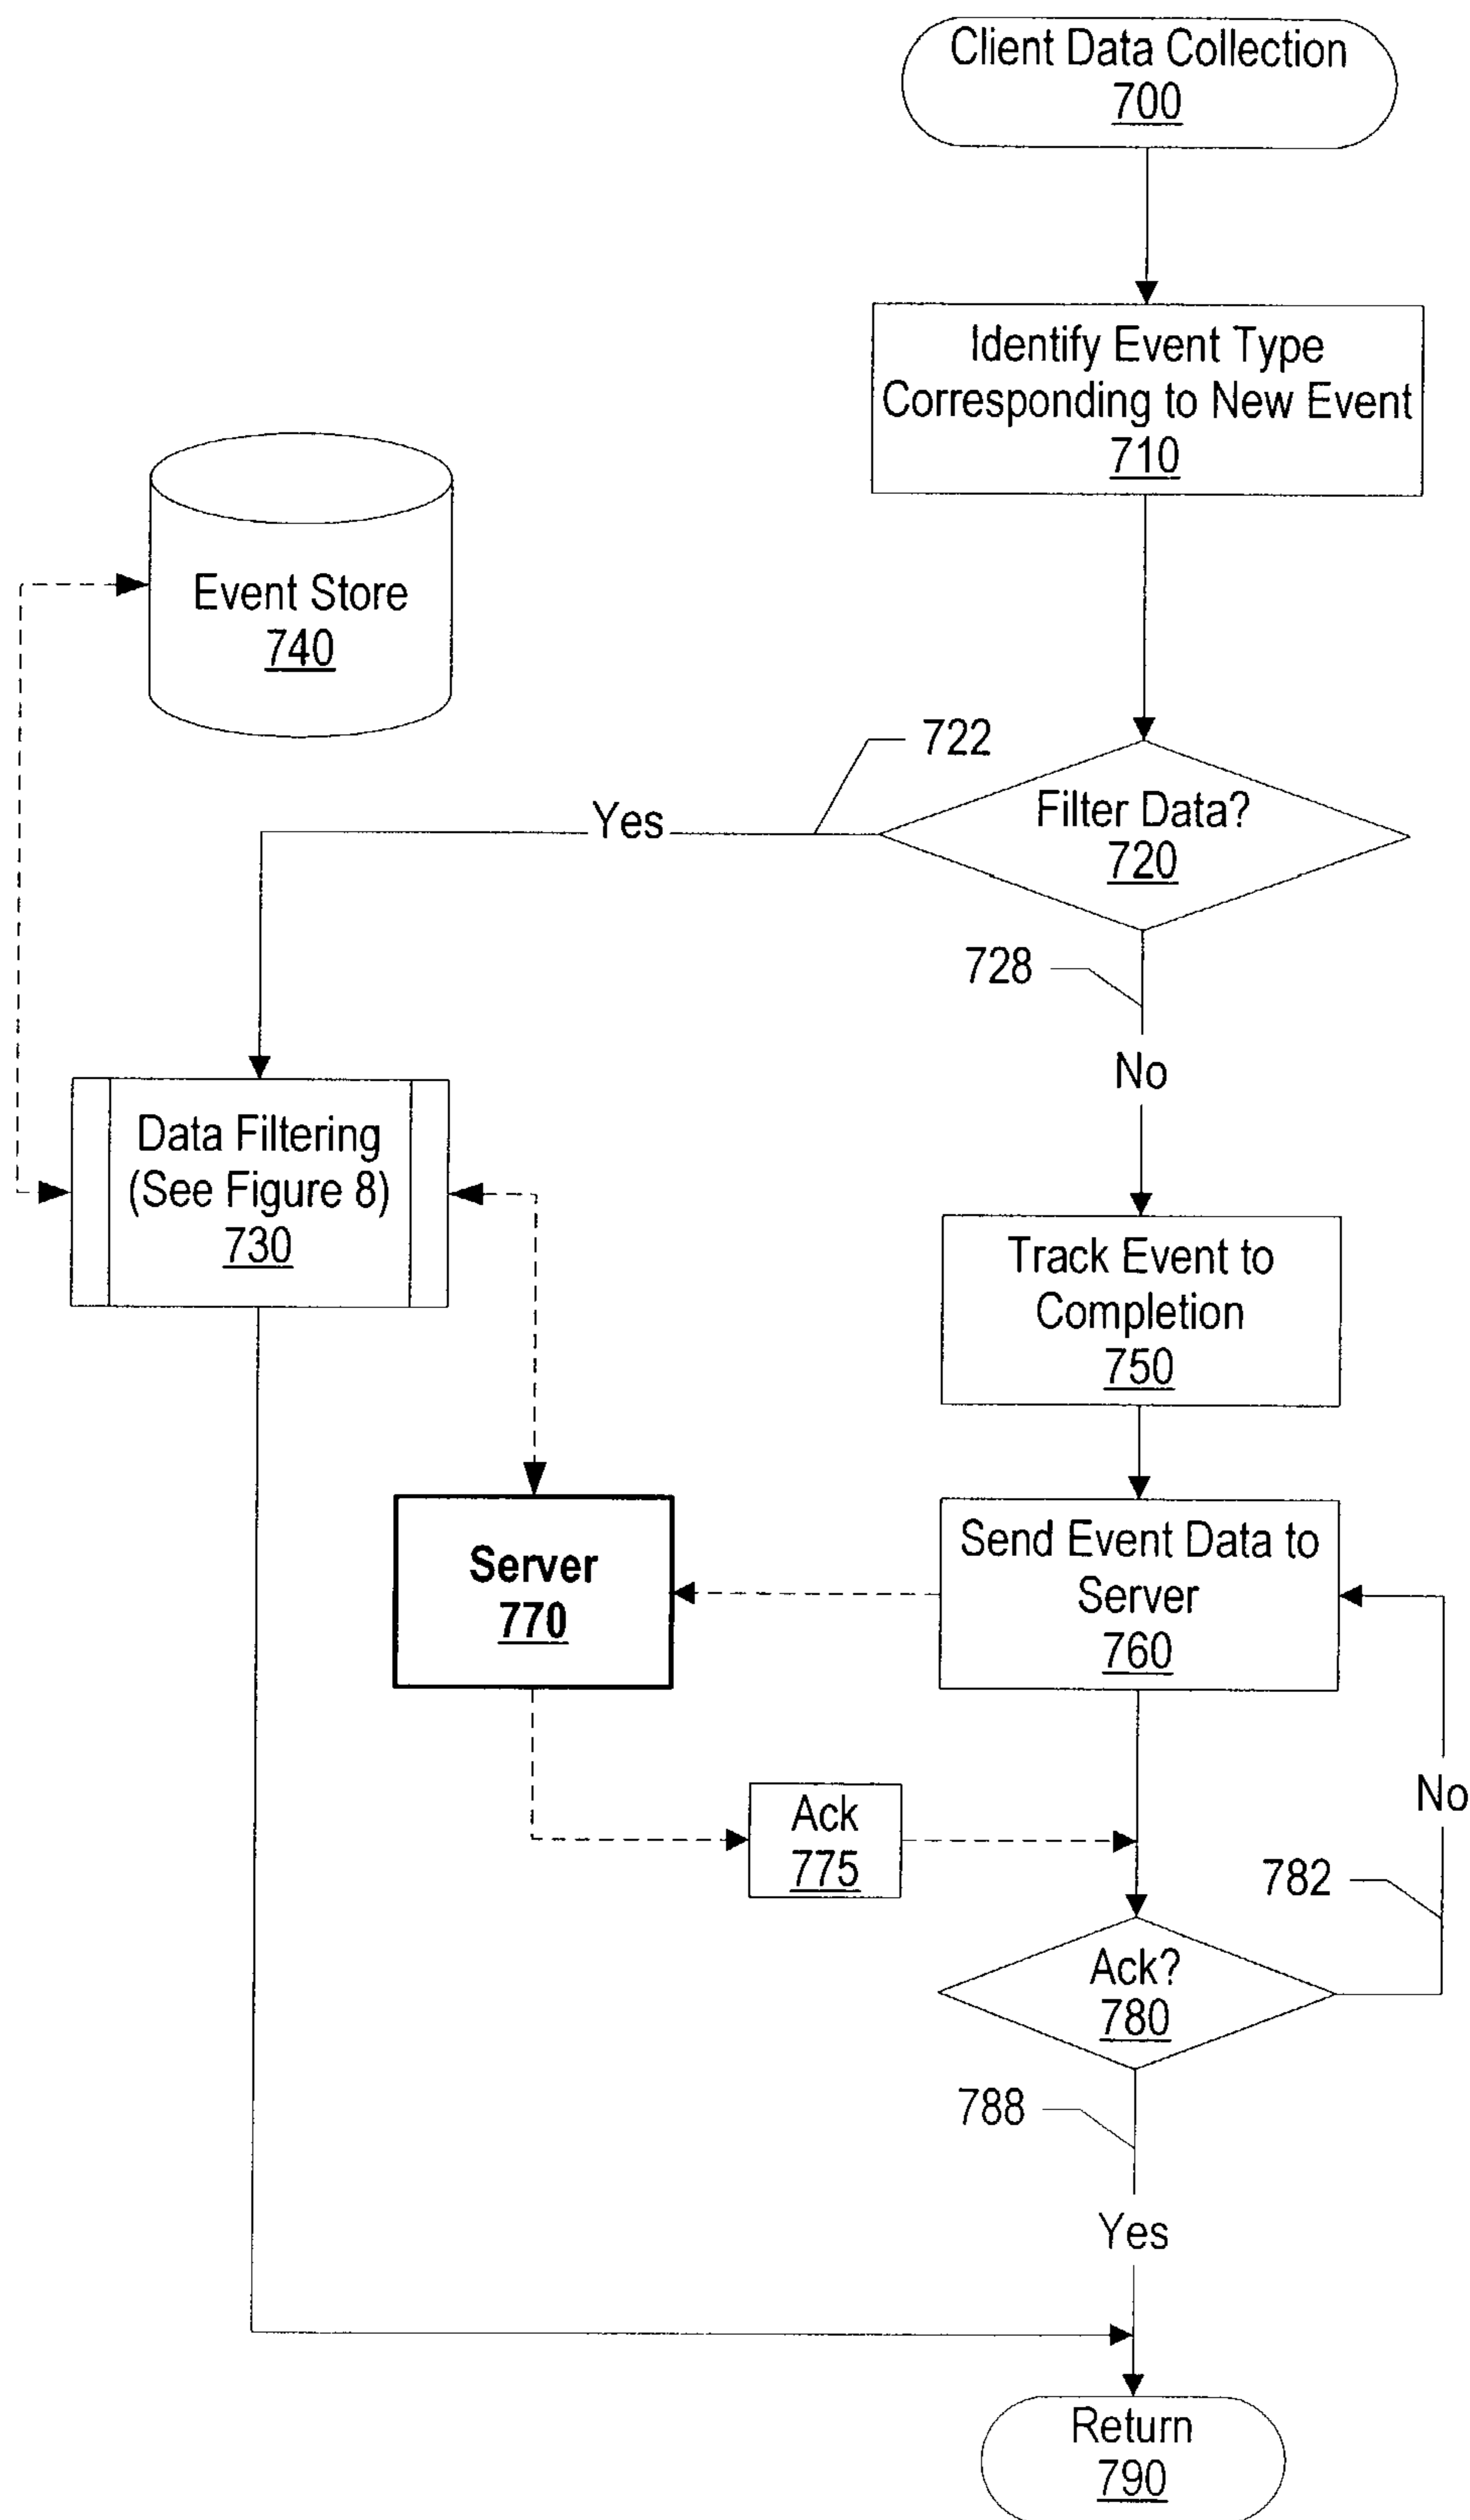 Client Data Collection
700
Identify Event Type
Corresponding to New Event
710
Event Store
740
722
Yes
Filter Data?
720
728
No
Data Filtering
(See Figure 8)
730
Track Event to
Completion
750
Server
770
Send Event Data to
Server
760
No
Ack
775
782
Ack?
780
788
Yes
Return
790